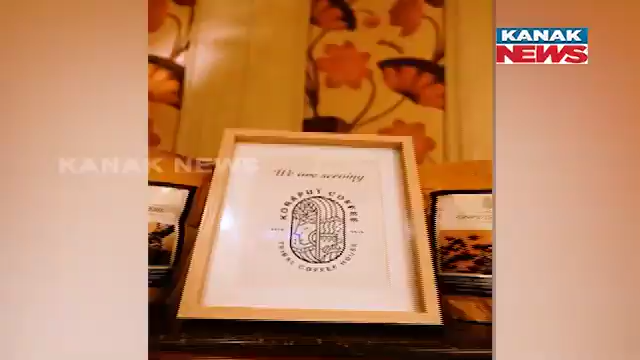 KANAK
NEWS
KANAK NEWS
We are serving
KORAPUT COFFEE
TRIBAL COFFEE HOUSE